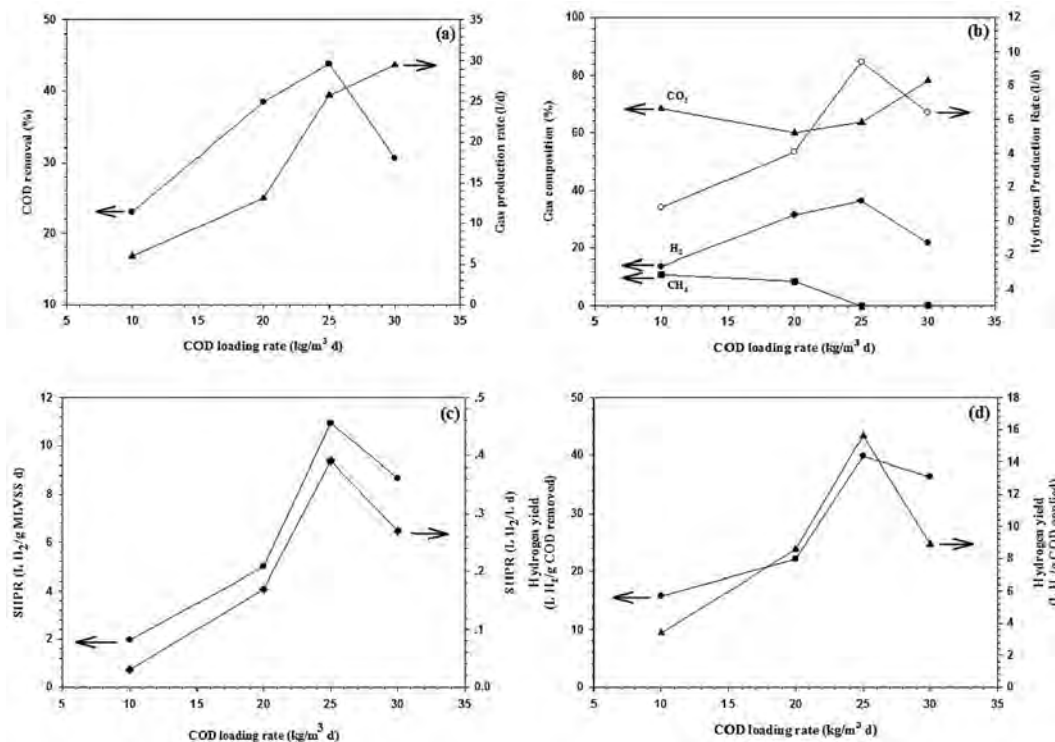 (a)
COD removal (%)
50
40
30
20
10
35
30
25
20
15
10
5
0
Gas production rate (l/d)
5 10 15 20 25 30 35
COD loading rate (kg/m³ d)
(b)
Gas composition (%)
100
80
60
40
20
0
CO₂
H₂
CH₄
12
10
8
6
4
2
0
-2
-4
Hydrogen Production Rate (l/d)
5 10 15 20 25 30 35
COD loading rate (kg/m³ d)
(c)
SHPR (L H₂/g MLVSS d)
12
10
8
6
4
2
0
.5
.4
.3
.2
.1
0.0
SHPR (L H₂/L d)
5 10 15 20 25 30 35
COD loading rate (kg/m³ d)
(d)
Hydrogen yield
(L H₂/g COD removed)
50
40
30
20
10
0
18
16
14
12
10
8
6
4
2
0
Hydrogen yield
(L H₂/g COD applied)
5 10 15 20 25 30 35
COD loading rate (kg/m³ d)